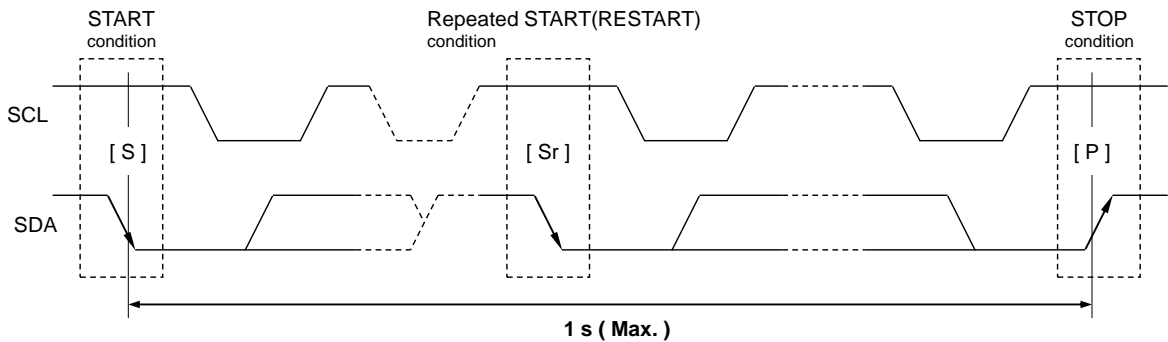 START
condition
Repeated START(RESTART)
condition
STOP
condition
SCL
[ S ]
[ Sr ]
[ P ]
SDA
1 s ( Max. )